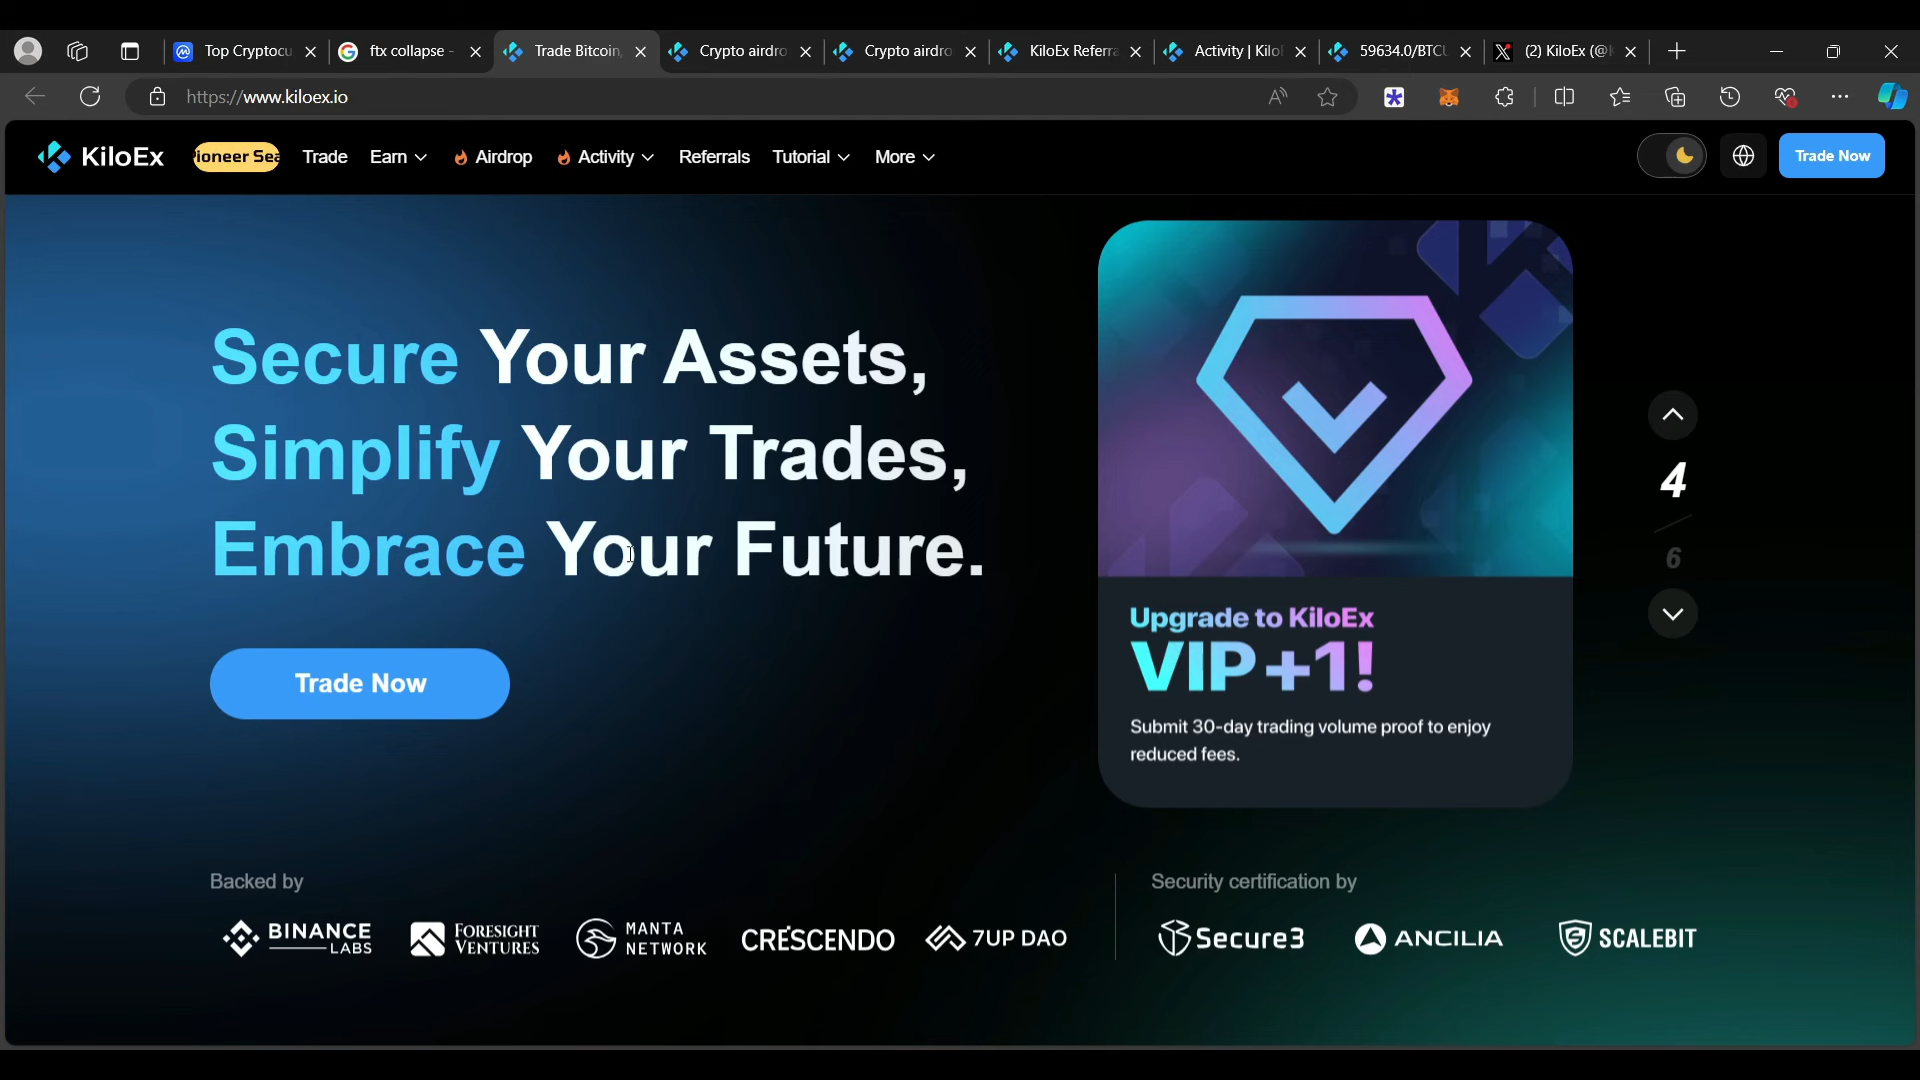 Top Cryptocu
ftx collapse -
Trade Bitcoin,
Crypto airdro
Crypto airdro
KiloEx Referra
Activity | Kilo
59634.0/BTCU
(2) KiloEx (@
https://www.kiloex.io
KiloEx
ioneer Sea
Trade
Earn
Airdrop
Activity
Referrals
Tutorial
More
Trade Now
Secure Your Assets,
Simplify Your Trades,
Embrace Your Future.
Trade Now
Upgrade to KiloEx
VIP+1!
Submit 30-day trading volume proof to enjoy
reduced fees.
4
6
Backed by
BINANCE LABS
FORESIGHT VENTURES
MANTA NETWORK
CRESCENDO
7UP DAO
Security certification by
Secure3
ANCILIA
SCALEBIT